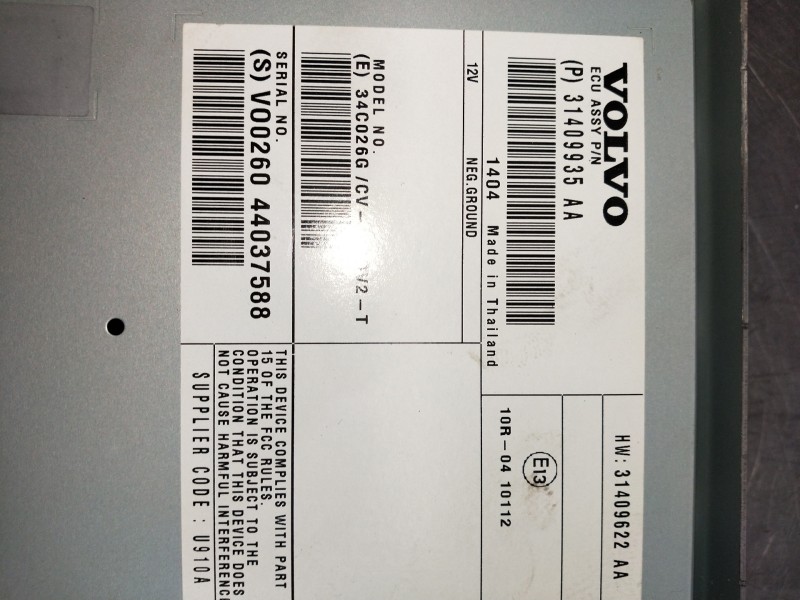 VOLVO
ECU ASSY P/N
(P) 31409935 AA
1404 Made in Thailand
12V NEG.GROUND
MODEL NO.
(E) 34C026G /CV- V2-T
SERIAL NO.
(S) VO0260 44037588
HW: 31409622 AA
E13
10R-04 10112
THIS DEVICE COMPLIES WITH PART
15 OF THE FCC RULES.
OPERATION IS SUBJECT TO THE
CONDITION THAT THIS DEVICE DOES
NOT CAUSE HARMFUL INTERFERENC
SUPPLIER CODE : U910A